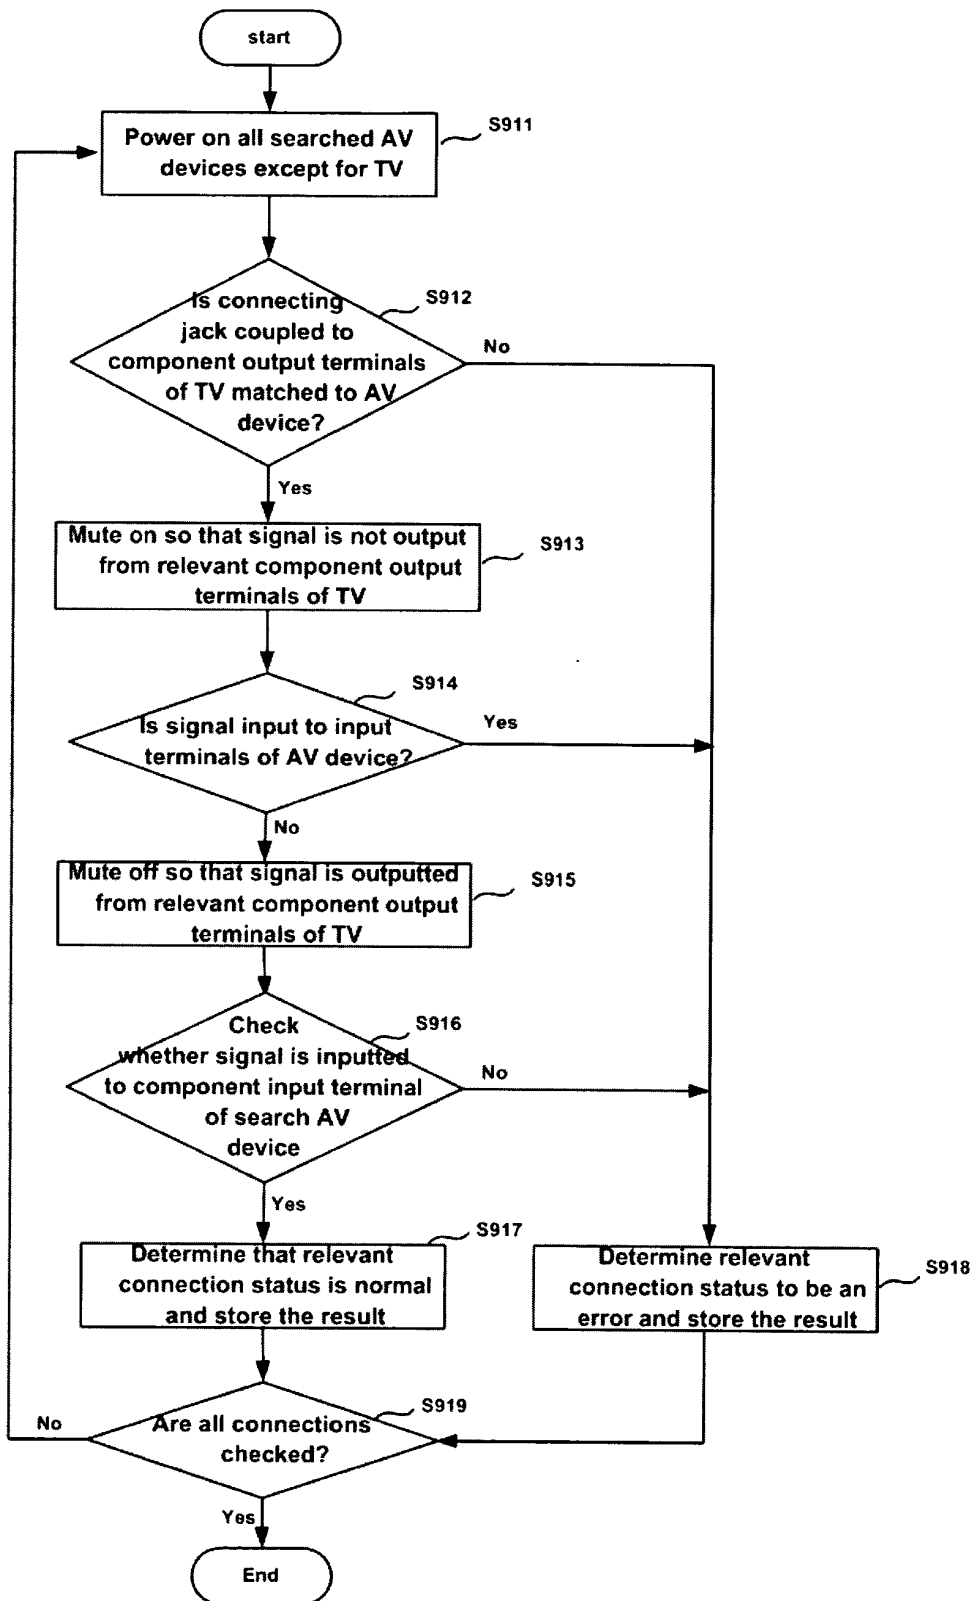 start
Power on all searched AV
devices except for TV
S911
Is connecting
jack coupled to
component output terminals
of TV matched to AV
device?
S912
No
Yes
Mute on so that signal is not output
from relevant component output
terminals of TV
S913
Is signal input to input
terminals of AV device?
S914
Yes
No
Mute off so that signal is outputted
from relevant component output
terminals of TV
S915
Check
whether signal is inputted
to component input terminal
of search AV
device
S916
No
Yes
Determine that relevant
connection status is normal
and store the result
S917
Determine relevant
connection status to be an
error and store the result
S918
Are all connections
checked?
S919
No
Yes
End